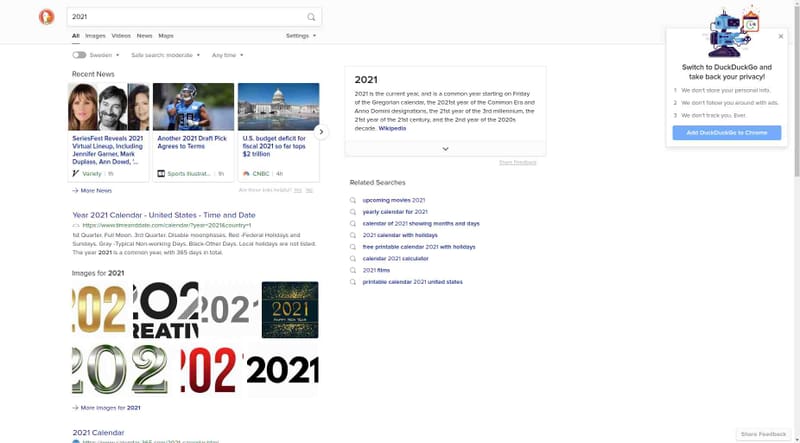 2021
All Images Videos News Maps Settings
Sweden Safe search: moderate Any time
Recent News
SeriesFest Reveals 2021
Virtual Lineup, Including
Jennifer Garner, Mark
Duplass, Ann Dowd, '...
Variety 1h
Another 2021 Draft Pick
Agrees to Terms
Sports Illustrat... 1h
U.S. budget deficit for
fiscal 2021 so far tops
$2 trillion
CNBC 4h
More News
Are these links helpful? Yes No
Year 2021 Calendar - United States - Time and Date
https://www.timeanddate.com/calendar/?year=2021&country=1
1st Quarter. Full Moon. 3rd Quarter. Disable moonphases. Red -Federal Holidays and
Sundays. Gray -Typical Non-working Days. Black-Other Days. Local holidays are not listed.
The year 2021 is a common year, with 365 days in total.
Images for 2021
02
202
CREATIV
2021
2021
HAPPY NEW YEAR
202
202
2021
More Images for 2021
2021 Calendar
2021
2021 is the current year, and is a common year starting on Friday
of the Gregorian calendar, the 2021st year of the Common Era and
Anno Domini designations, the 21st year of the 3rd millennium, the
21st year of the 21st century, and the 2nd year of the 2020s
decade. Wikipedia
Share Feedback
Related Searches
upcoming movies 2021
yearly calendar for 2021
calendar of 2021 showing months and days
2021 calendar with holidays
free printable calendar 2021 with holidays
calendar 2021 calculator
2021 films
printable calendar 2021 united states
Switch to DuckDuckGo and
take back your privacy!
1 We don't store your personal info.
2 We don't follow you around with ads.
3 We don't track you. Ever.
Add DuckDuckGo to Chrome
Share Feedback